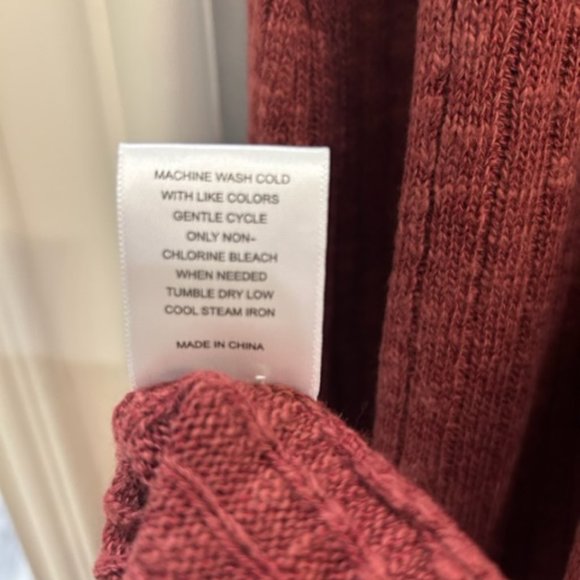 MACHINE WASH COLD
WITH LIKE COLORS
GENTLE CYCLE
ONLY NON-
CHLORINE BLEACH
WHEN NEEDED
TUMBLE DRY LOW
COOL STEAM IRON
MADE IN CHINA